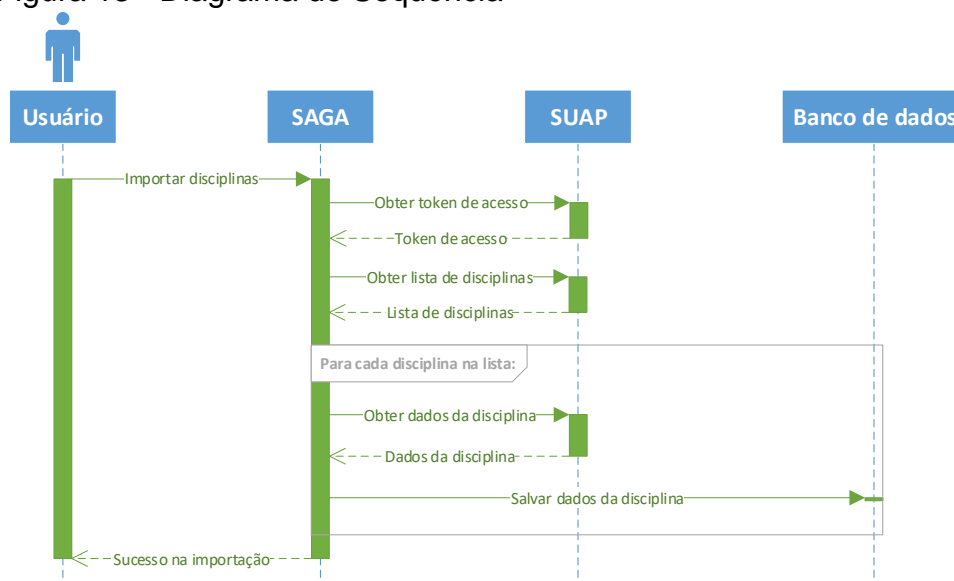 Usuário
SAGA
SUAP
Banco de dados
Importar disciplinas
Obter token de acesso
Token de acesso
Obter lista de disciplinas
Lista de disciplinas
Para cada disciplina na lista:
Obter dados da disciplina
Dados da disciplina
Salvar dados da disciplina
Sucesso na importação